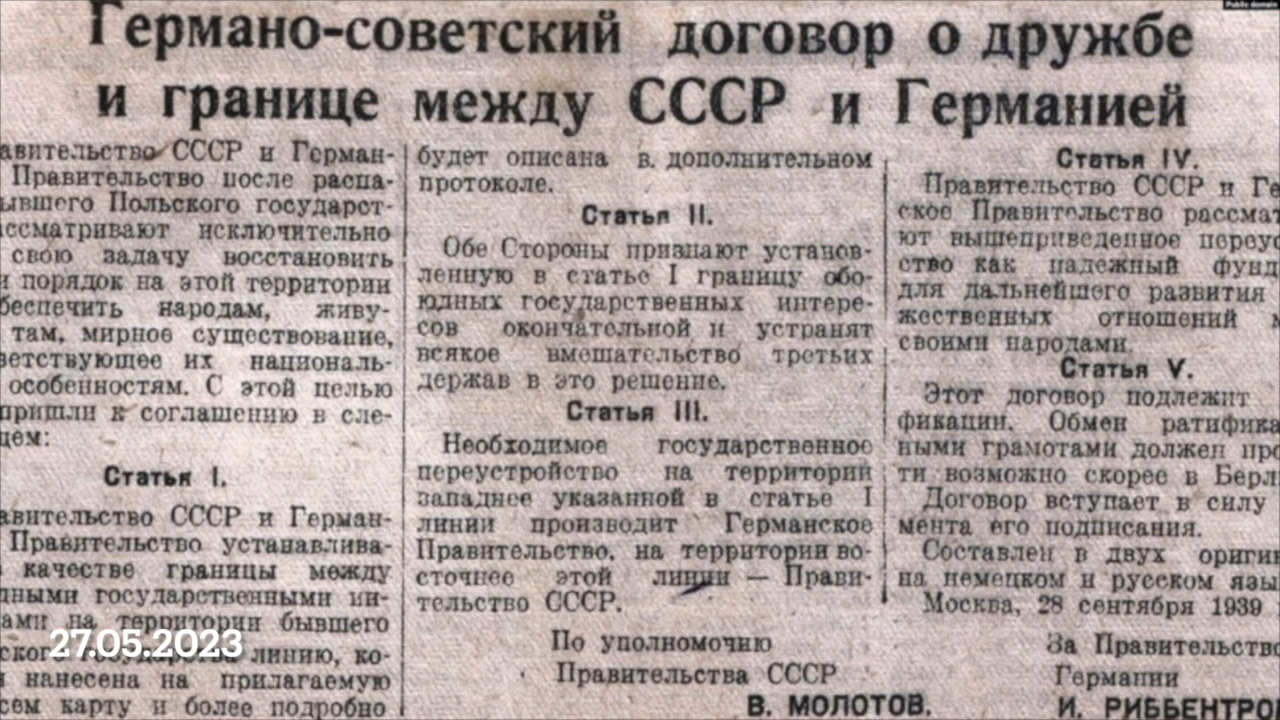 Public domain
Германо-советский договор о дружбе
и границе между СССР и Германией
авительство СССР и Герман-
Правительство после распа-
ывшего Польского государст-
ассматривают исключительно
свою задачу восстановить
и порядок на этой территории
беспечить народам, живу-
там, мирное существование,
ветствующее их националь-
особенностям. С этой целью
пришли к соглашению в сле-
цем:
Статья I.
авительство СССР и Герман-
Правительство устанавлива-
качестве границы между
дными государственными ин-
ами на территории бывшего
ского государства линию, ко-
нанесена на прилагаемую
сем карту и более подробно
будет описана в дополнительном
протоколе.
Статья II.
Обе Стороны признают установ-
ленную в статье I границу обо-
юдных государственных интере-
сов окончательной и устранят
всякое вмешательство третьих
держав в это решение.
Статья III.
Необходимое государственное
переустройство на территории
западнее указанной в статье I
линии производит Германское
Правительство, на территории во-
сточнее этой линии — Прави-
тельство СССР.
По уполномочию
Правительства СССР
В. МОЛОТОВ.
Статья IV.
Правительство СССР и Ге
ское Правительство рассмат
ют вышеприведенное переус
ство как надежный фунд
для дальнейшего развития
жественных отношений м
своими народами.
Статья V.
Этот договор подлежит
фикации. Обмен ратифика
ными грамотами должен про
ти возможно скорее в Берл
Договор вступает в силу
мента его подписания.
Составлен в двух оригин
на немецком и русском язы
Москва, 28 сентября 1939
За Правительство
Германии
И. РИББЕНТРО
27.05.2023